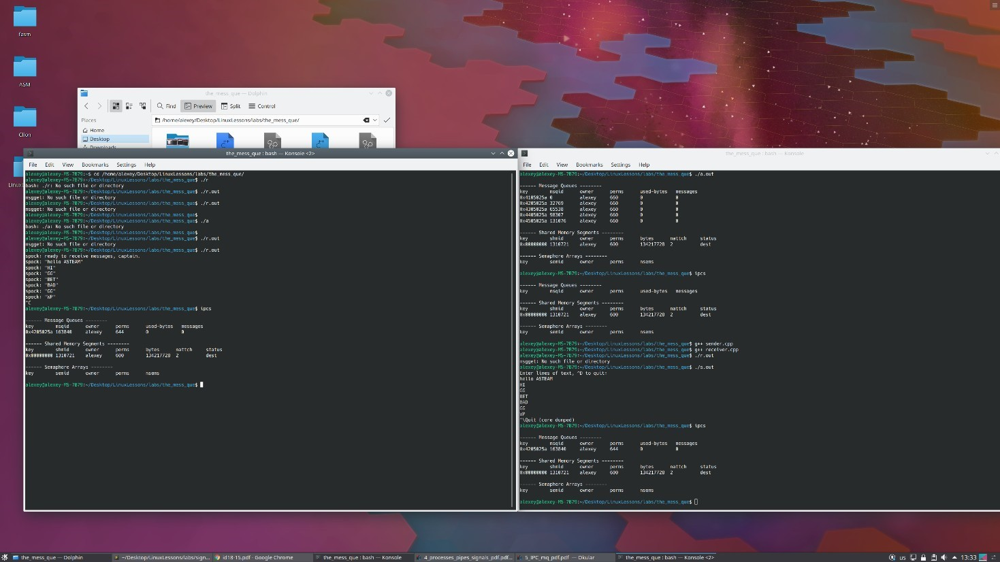 fasm
ASM
Clion
the_mess_que — Dolphin
Find
Preview
Split
Control
Places
/home/alexey/Desktop/LinuxLessons/labs/the_mess_que/
Home
Desktop
Downloads
the_mess_que : bash — Konsole <2>
File Edit View Bookmarks Settings Help
alexey@alexey-MS-7B79:~$ cd /home/alexey/Desktop/LinuxLessons/labs/the_mess_que/
alexey@alexey-MS-7B79:~/Desktop/LinuxLessons/labs/the_mess_que$ ./r
bash: ./r: No such file or directory
alexey@alexey-MS-7B79:~/Desktop/LinuxLessons/labs/the_mess_que$ ./r.out
msgget: No such file or directory
alexey@alexey-MS-7B79:~/Desktop/LinuxLessons/labs/the_mess_que$ ./r.out
msgget: No such file or directory
alexey@alexey-MS-7B79:~/Desktop/LinuxLessons/labs/the_mess_que$
alexey@alexey-MS-7B79:~/Desktop/LinuxLessons/labs/the_mess_que$ ./a
bash: ./a: No such file or directory
alexey@alexey-MS-7B79:~/Desktop/LinuxLessons/labs/the_mess_que$
alexey@alexey-MS-7B79:~/Desktop/LinuxLessons/labs/the_mess_que$ ./r.out
msgget: No such file or directory
alexey@alexey-MS-7B79:~/Desktop/LinuxLessons/labs/the_mess_que$ ./r.out
spock: ready to receive messages, captain.
spock: "hello ASTEAM"
spock: "HI"
spock: "GG"
spock: "BET"
spock: "BAD"
spock: "GG"
spock: "WP"
^C
alexey@alexey-MS-7B79:~/Desktop/LinuxLessons/labs/the_mess_que$ ipcs
------ Message Queues --------
key msqid owner perms used-bytes messages
0x4205025a 163840 alexey 644 0 0
------ Shared Memory Segments --------
key shmid owner perms bytes nattch status
0x00000000 1310721 alexey 600 134217728 2 dest
------ Semaphore Arrays --------
key semid owner perms nsems
alexey@alexey-MS-7B79:~/Desktop/LinuxLessons/labs/the_mess_que$
the_mess_que : bash — Konsole
File Edit View Bookmarks Settings Help
alexey@alexey-MS-7B79:~/Desktop/LinuxLessons/labs/the_mess_que$ ./a.out
------ Message Queues --------
key msqid owner perms used-bytes messages
0x4105025a 0 alexey 660 0 0
0x4205025a 32769 alexey 660 0 0
0x4305025a 65538 alexey 660 0 0
0x4405025a 98307 alexey 660 0 0
0x4505025a 131076 alexey 660 0 0
------ Shared Memory Segments --------
key shmid owner perms bytes nattch status
0x00000000 1310721 alexey 600 134217728 2 dest
------ Semaphore Arrays --------
key semid owner perms nsems
alexey@alexey-MS-7B79:~/Desktop/LinuxLessons/labs/the_mess_que$ ipcs
------ Message Queues --------
key msqid owner perms used-bytes messages
------ Shared Memory Segments --------
key shmid owner perms bytes nattch status
0x00000000 1310721 alexey 600 134217728 2 dest
------ Semaphore Arrays --------
key semid owner perms nsems
alexey@alexey-MS-7B79:~/Desktop/LinuxLessons/labs/the_mess_que$ g++ sender.cpp
alexey@alexey-MS-7B79:~/Desktop/LinuxLessons/labs/the_mess_que$ g++ receiver.cpp
alexey@alexey-MS-7B79:~/Desktop/LinuxLessons/labs/the_mess_que$ ./r.out
msgget: No such file or directory
alexey@alexey-MS-7B79:~/Desktop/LinuxLessons/labs/the_mess_que$ ./s.out
Enter lines of text, ^D to quit:
hello ASTEAM
HI
GG
BET
BAD
GG
WP
^\Quit (core dumped)
alexey@alexey-MS-7B79:~/Desktop/LinuxLessons/labs/the_mess_que$ ipcs
------ Message Queues --------
key msqid owner perms used-bytes messages
0x4205025a 163840 alexey 644 0 0
------ Shared Memory Segments --------
key shmid owner perms bytes nattch status
0x00000000 1310721 alexey 600 134217728 2 dest
------ Semaphore Arrays --------
key semid owner perms nsems
alexey@alexey-MS-7B79:~/Desktop/LinuxLessons/labs/the_mess_que$
the_mess_que — Dolphin
~/Desktop/LinuxLessons/labs/sign...
id18-15.pdf - Google Chrome
the_mess_que : bash — Konsole
4_processes_pipes_signals_pdf.pdf...
5_IPC_mq_pdf.pdf — Okular
the_mess_que : bash — Konsole <2>
us
13:33